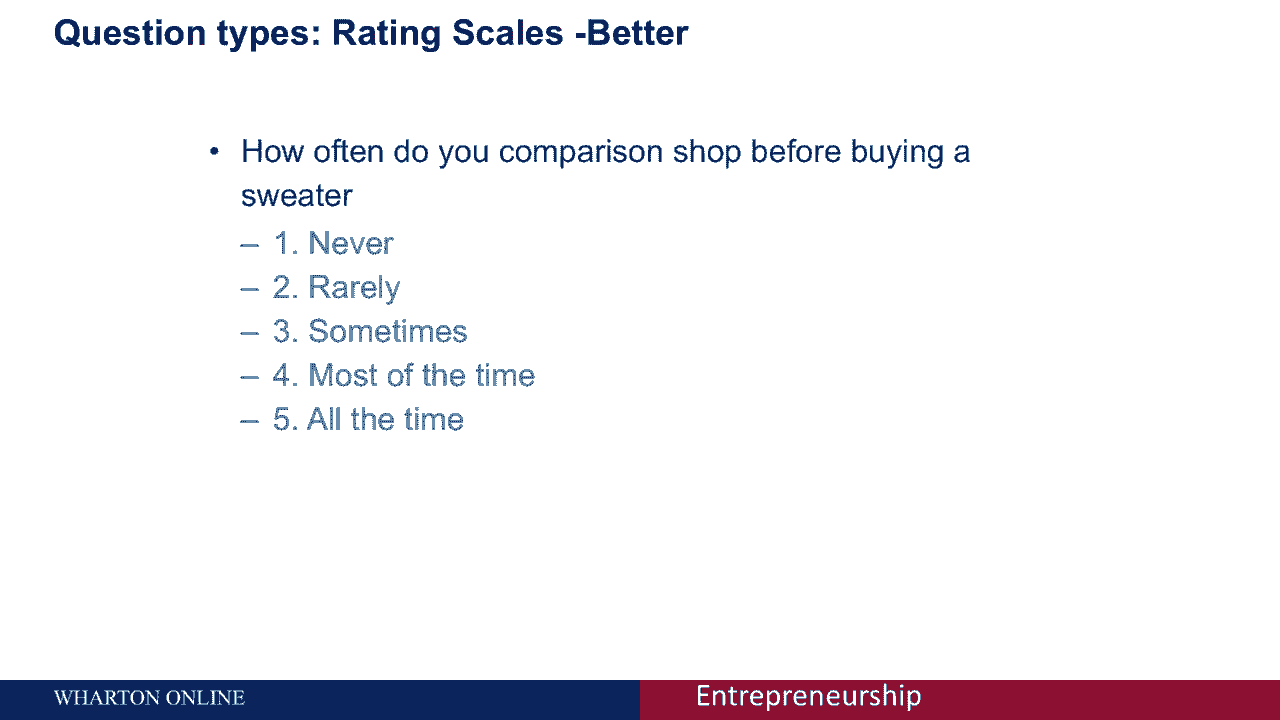 Question types: Rating Scales -Better
• How often do you comparison shop before buying a
sweater
– 1. Never
– 2. Rarely
– 3. Sometimes
– 4. Most of the time
– 5. All the time
WHARTON ONLINE
Entrepreneurship